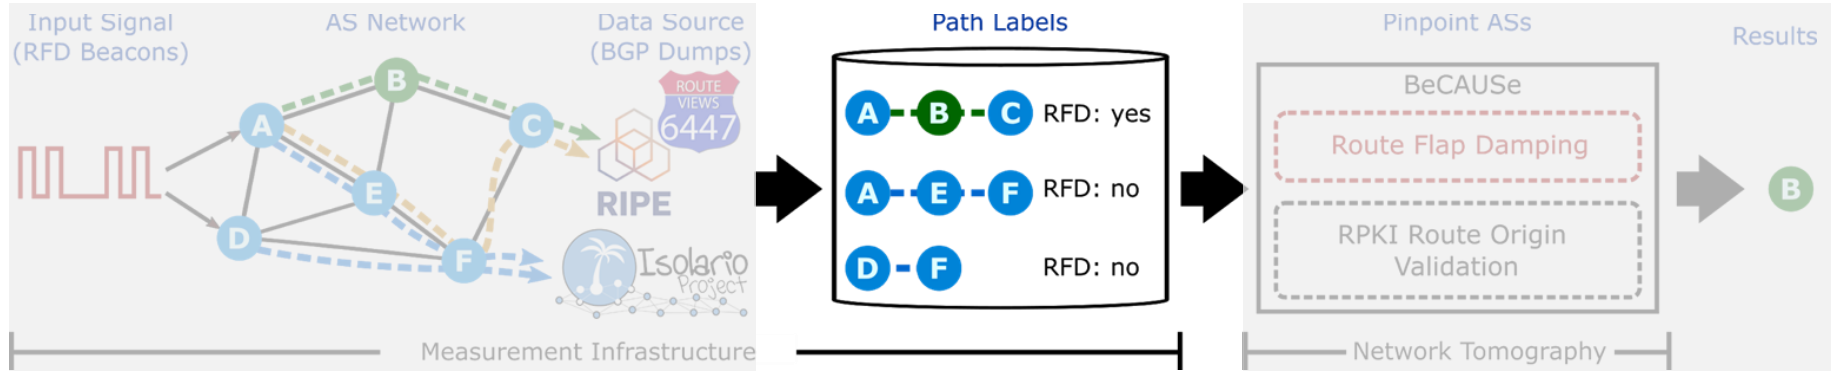 Input Signal
(RFD Beacons)
AS Network
Data Source
(BGP Dumps)
A
B
C
D
E
F
ROUTE
VIEWS
6447
RIPE
Isolario
Project
Path Labels
A B C RFD: yes
A E F RFD: no
D F RFD: no
Measurement Infrastructure
Pinpoint ASs
BeCAUSe
Route Flap Damping
RPKI Route Origin
Validation
Network Tomography
Results
B